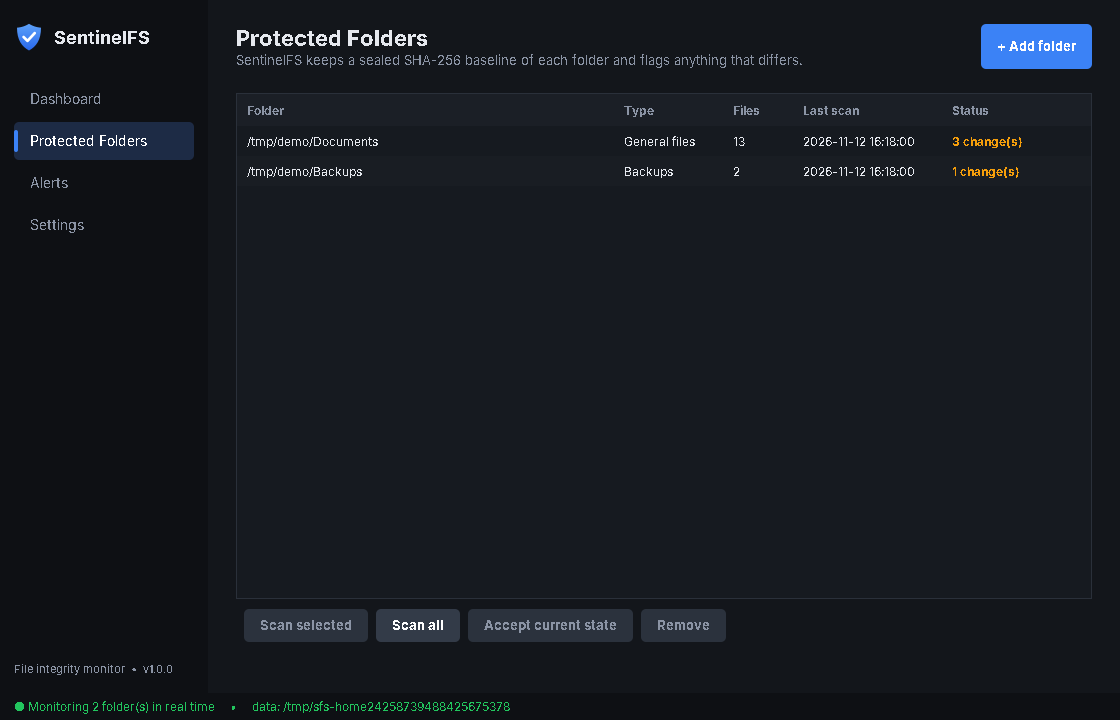 SentinelFS
Dashboard
Protected Folders
Alerts
Settings
File integrity monitor • v1.0.0
Protected Folders
SentinelFS keeps a sealed SHA-256 baseline of each folder and flags anything that differs.
+ Add folder
Folder Type Files Last scan Status
/tmp/demo/Documents General files 13 2026-11-12 16:18:00 3 change(s)
/tmp/demo/Backups Backups 2 2026-11-12 16:18:00 1 change(s)
Scan selected Scan all Accept current state Remove
Monitoring 2 folder(s) in real time • data: /tmp/sfs-home24258739488425675378